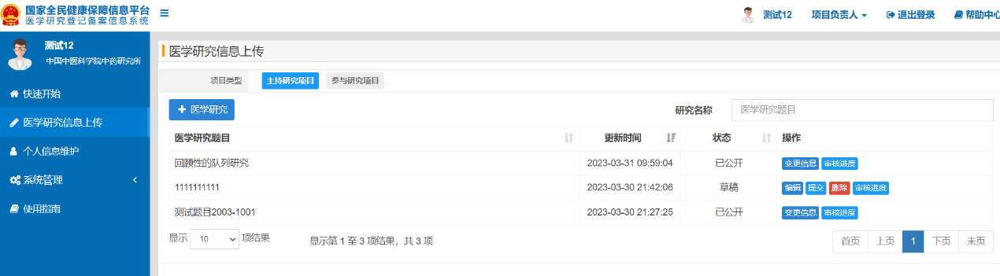 国家全民健康保障信息平台
医学研究登记备案信息系统
测试12 项目负责人 退出登录 帮助中心
测试12
中国中医科学院中药研究所
快速开始
医学研究信息上传
个人信息维护
系统管理
使用指南
医学研究信息上传
项目类型 主持研究项目 参与研究项目
+ 医学研究 研究名称 医学研究题目
医学研究题目 更新时间 状态 操作
回顾性的队列研究 2023-03-31 09:59:04 已公开 变更信息 审核进度
1111111111 2023-03-30 21:42:06 草稿 编辑 提交 删除 审核进度
测试题目2003-1001 2023-03-30 21:27:25 已公开 变更信息 审核进度
显示 10 项结果 显示第 1 至 3 项结果，共 3 项 首页 上页 1 下页 末页